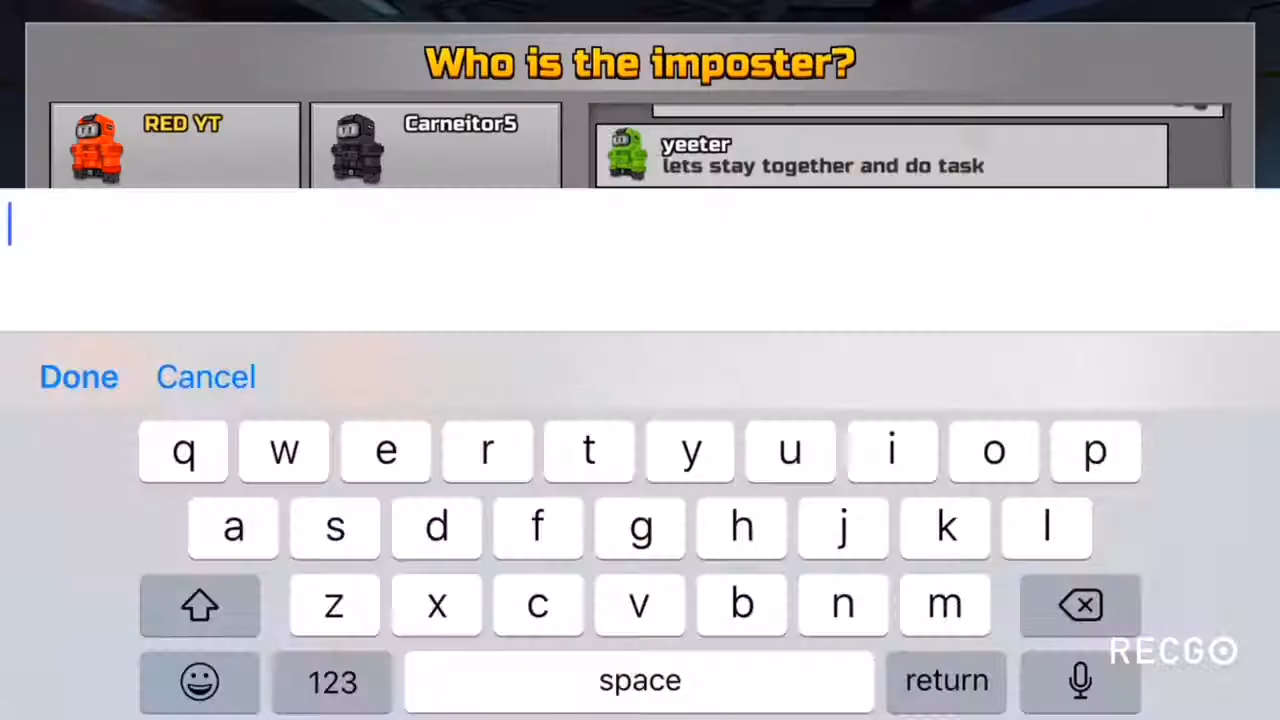 Who is the imposter?
RED YT
Carneitor5
yeeter
lets stay together and do task
Done Cancel
q w e r t y u i o p
a s d f g h j k l
z x c v b n m
123 space return
RECGO